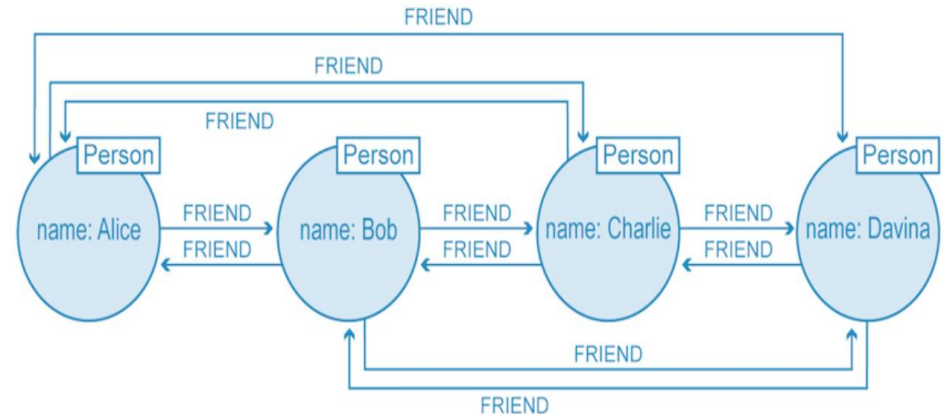 FRIEND
FRIEND
FRIEND
Person
Person
Person
Person
name: Alice
FRIEND
FRIEND
name: Bob
FRIEND
FRIEND
name: Charlie
FRIEND
FRIEND
name: Davina
FRIEND
FRIEND